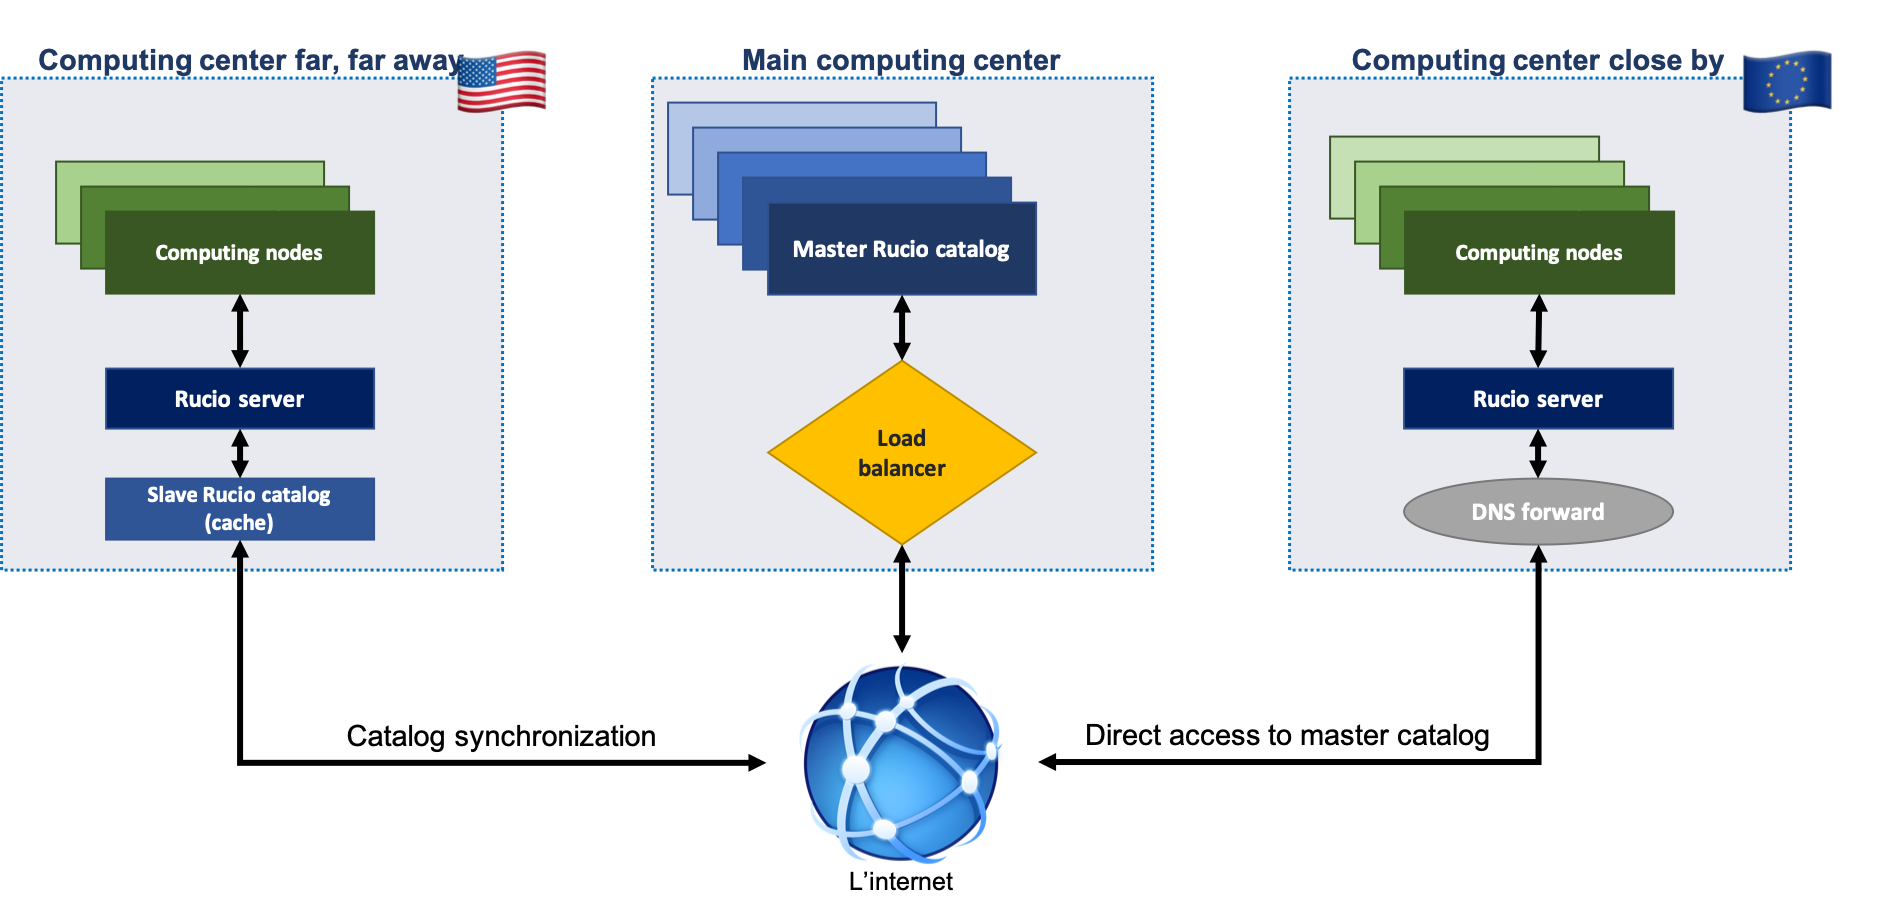 Computing center far, far away
Main computing center
Computing center close by
Computing nodes
Rucio server
Slave Rucio catalog
(cache)
Master Rucio catalog
Load
balancer
Computing nodes
Rucio server
DNS forward
Catalog synchronization
Direct access to master catalog
L’internet